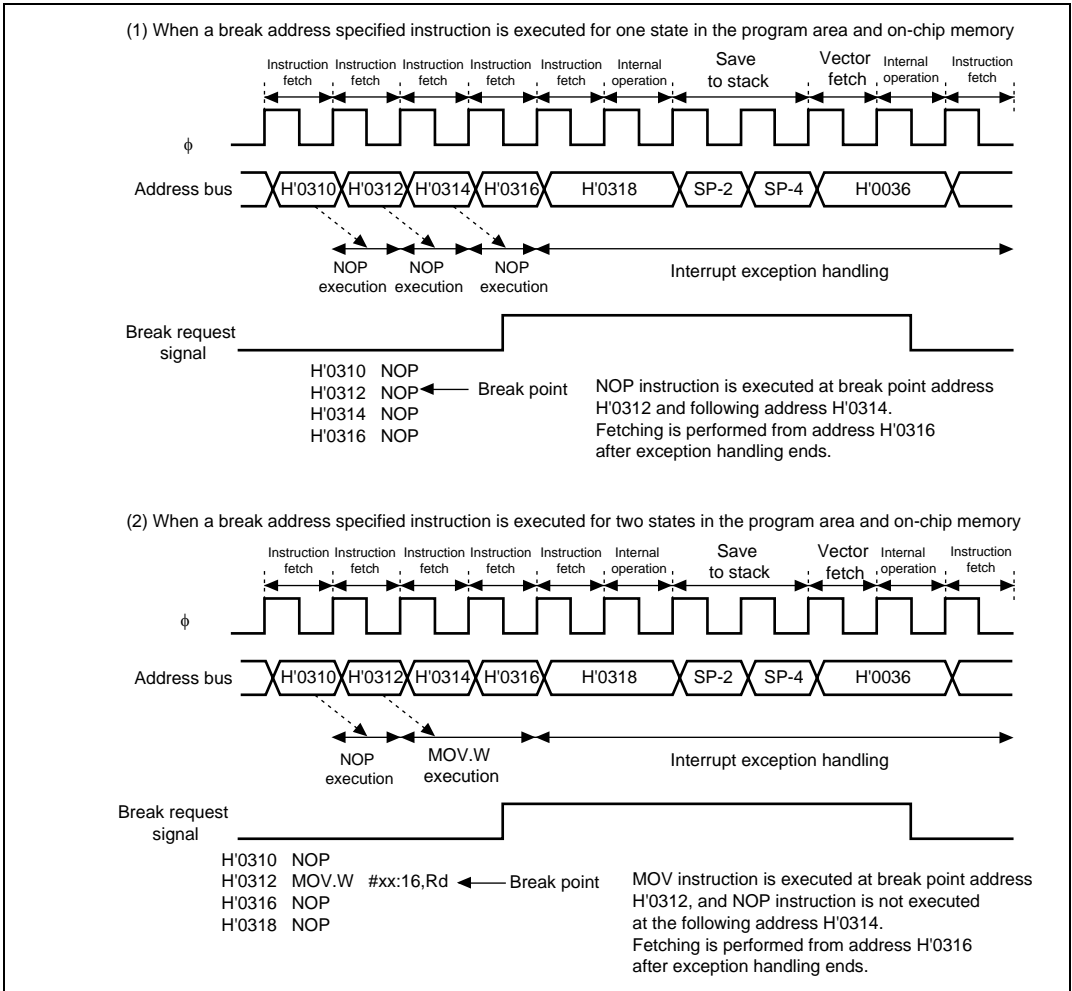 (1) When a break address specified instruction is executed for one state in the program area and on-chip memory
Instruction fetch Instruction fetch Instruction fetch Instruction fetch Instruction fetch Internal operation Save to stack Vector fetch Internal operation Instruction fetch
φ
Address bus H'0310 H'0312 H'0314 H'0316 H'0318 SP-2 SP-4 H'0036
NOP execution NOP execution NOP execution Interrupt exception handling
Break request signal
H'0310 NOP
H'0312 NOP Break point
H'0314 NOP
H'0316 NOP
NOP instruction is executed at break point address
H'0312 and following address H'0314.
Fetching is performed from address H'0316
after exception handling ends.
(2) When a break address specified instruction is executed for two states in the program area and on-chip memory
Instruction fetch Instruction fetch Instruction fetch Instruction fetch Instruction fetch Internal operation Save to stack Vector fetch Internal operation Instruction fetch
φ
Address bus H'0310 H'0312 H'0314 H'0316 H'0318 SP-2 SP-4 H'0036
NOP execution MOV.W execution Interrupt exception handling
Break request signal
H'0310 NOP
H'0312 MOV.W #xx:16,Rd Break point
H'0316 NOP
H'0318 NOP
MOV instruction is executed at break point address
H'0312, and NOP instruction is not executed
at the following address H'0314.
Fetching is performed from address H'0316
after exception handling ends.